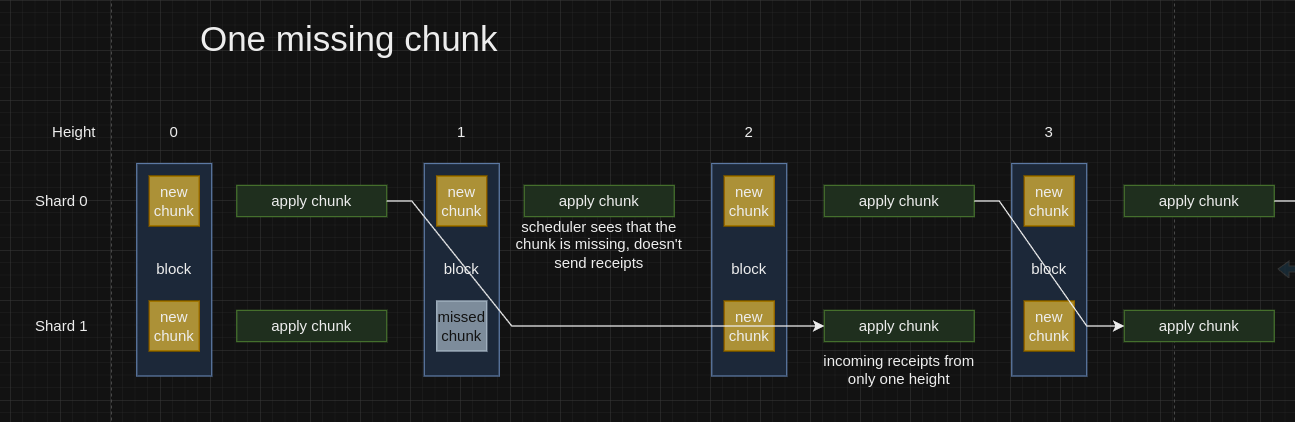 One missing chunk
Height
0
1
2
3
Shard 0
new
chunk
apply chunk
new
chunk
apply chunk
new
chunk
apply chunk
new
chunk
apply chunk
scheduler sees that the
chunk is missing, doesn't
send receipts
block
block
block
block
Shard 1
new
chunk
apply chunk
missed
chunk
new
chunk
apply chunk
new
chunk
apply chunk
incoming receipts from
only one height